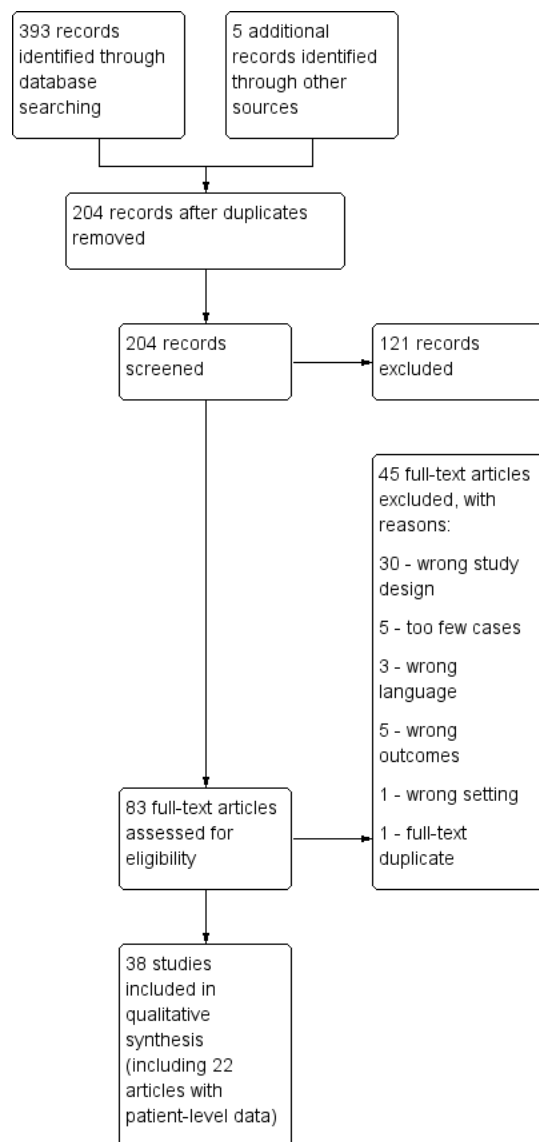 393 records
identified through
database
searching
5 additional
records identified
through other
sources
204 records after duplicates
removed
204 records
screened
121 records
excluded
45 full-text articles
excluded, with
reasons:
30 - wrong study
design
5 - too few cases
3 - wrong
language
5 - wrong
outcomes
1 - wrong setting
1 - full-text
duplicate
83 full-text articles
assessed for
eligibility
38 studies
included in
qualitative
synthesis
(including 22
articles with
patient-level data)